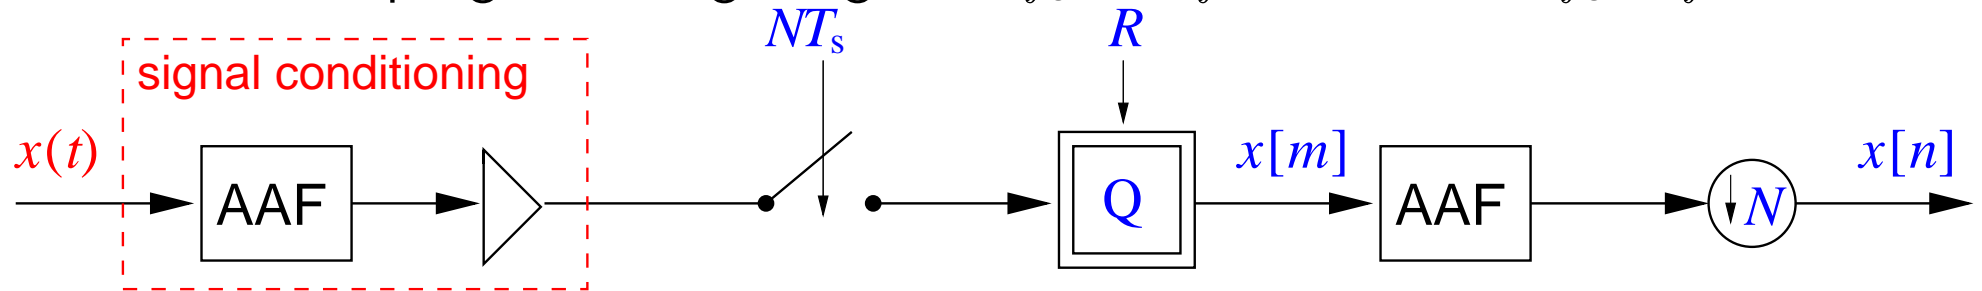 NTₛ R
signal conditioning
x(t) x[m] x[n]
AAF Q AAF ↓N